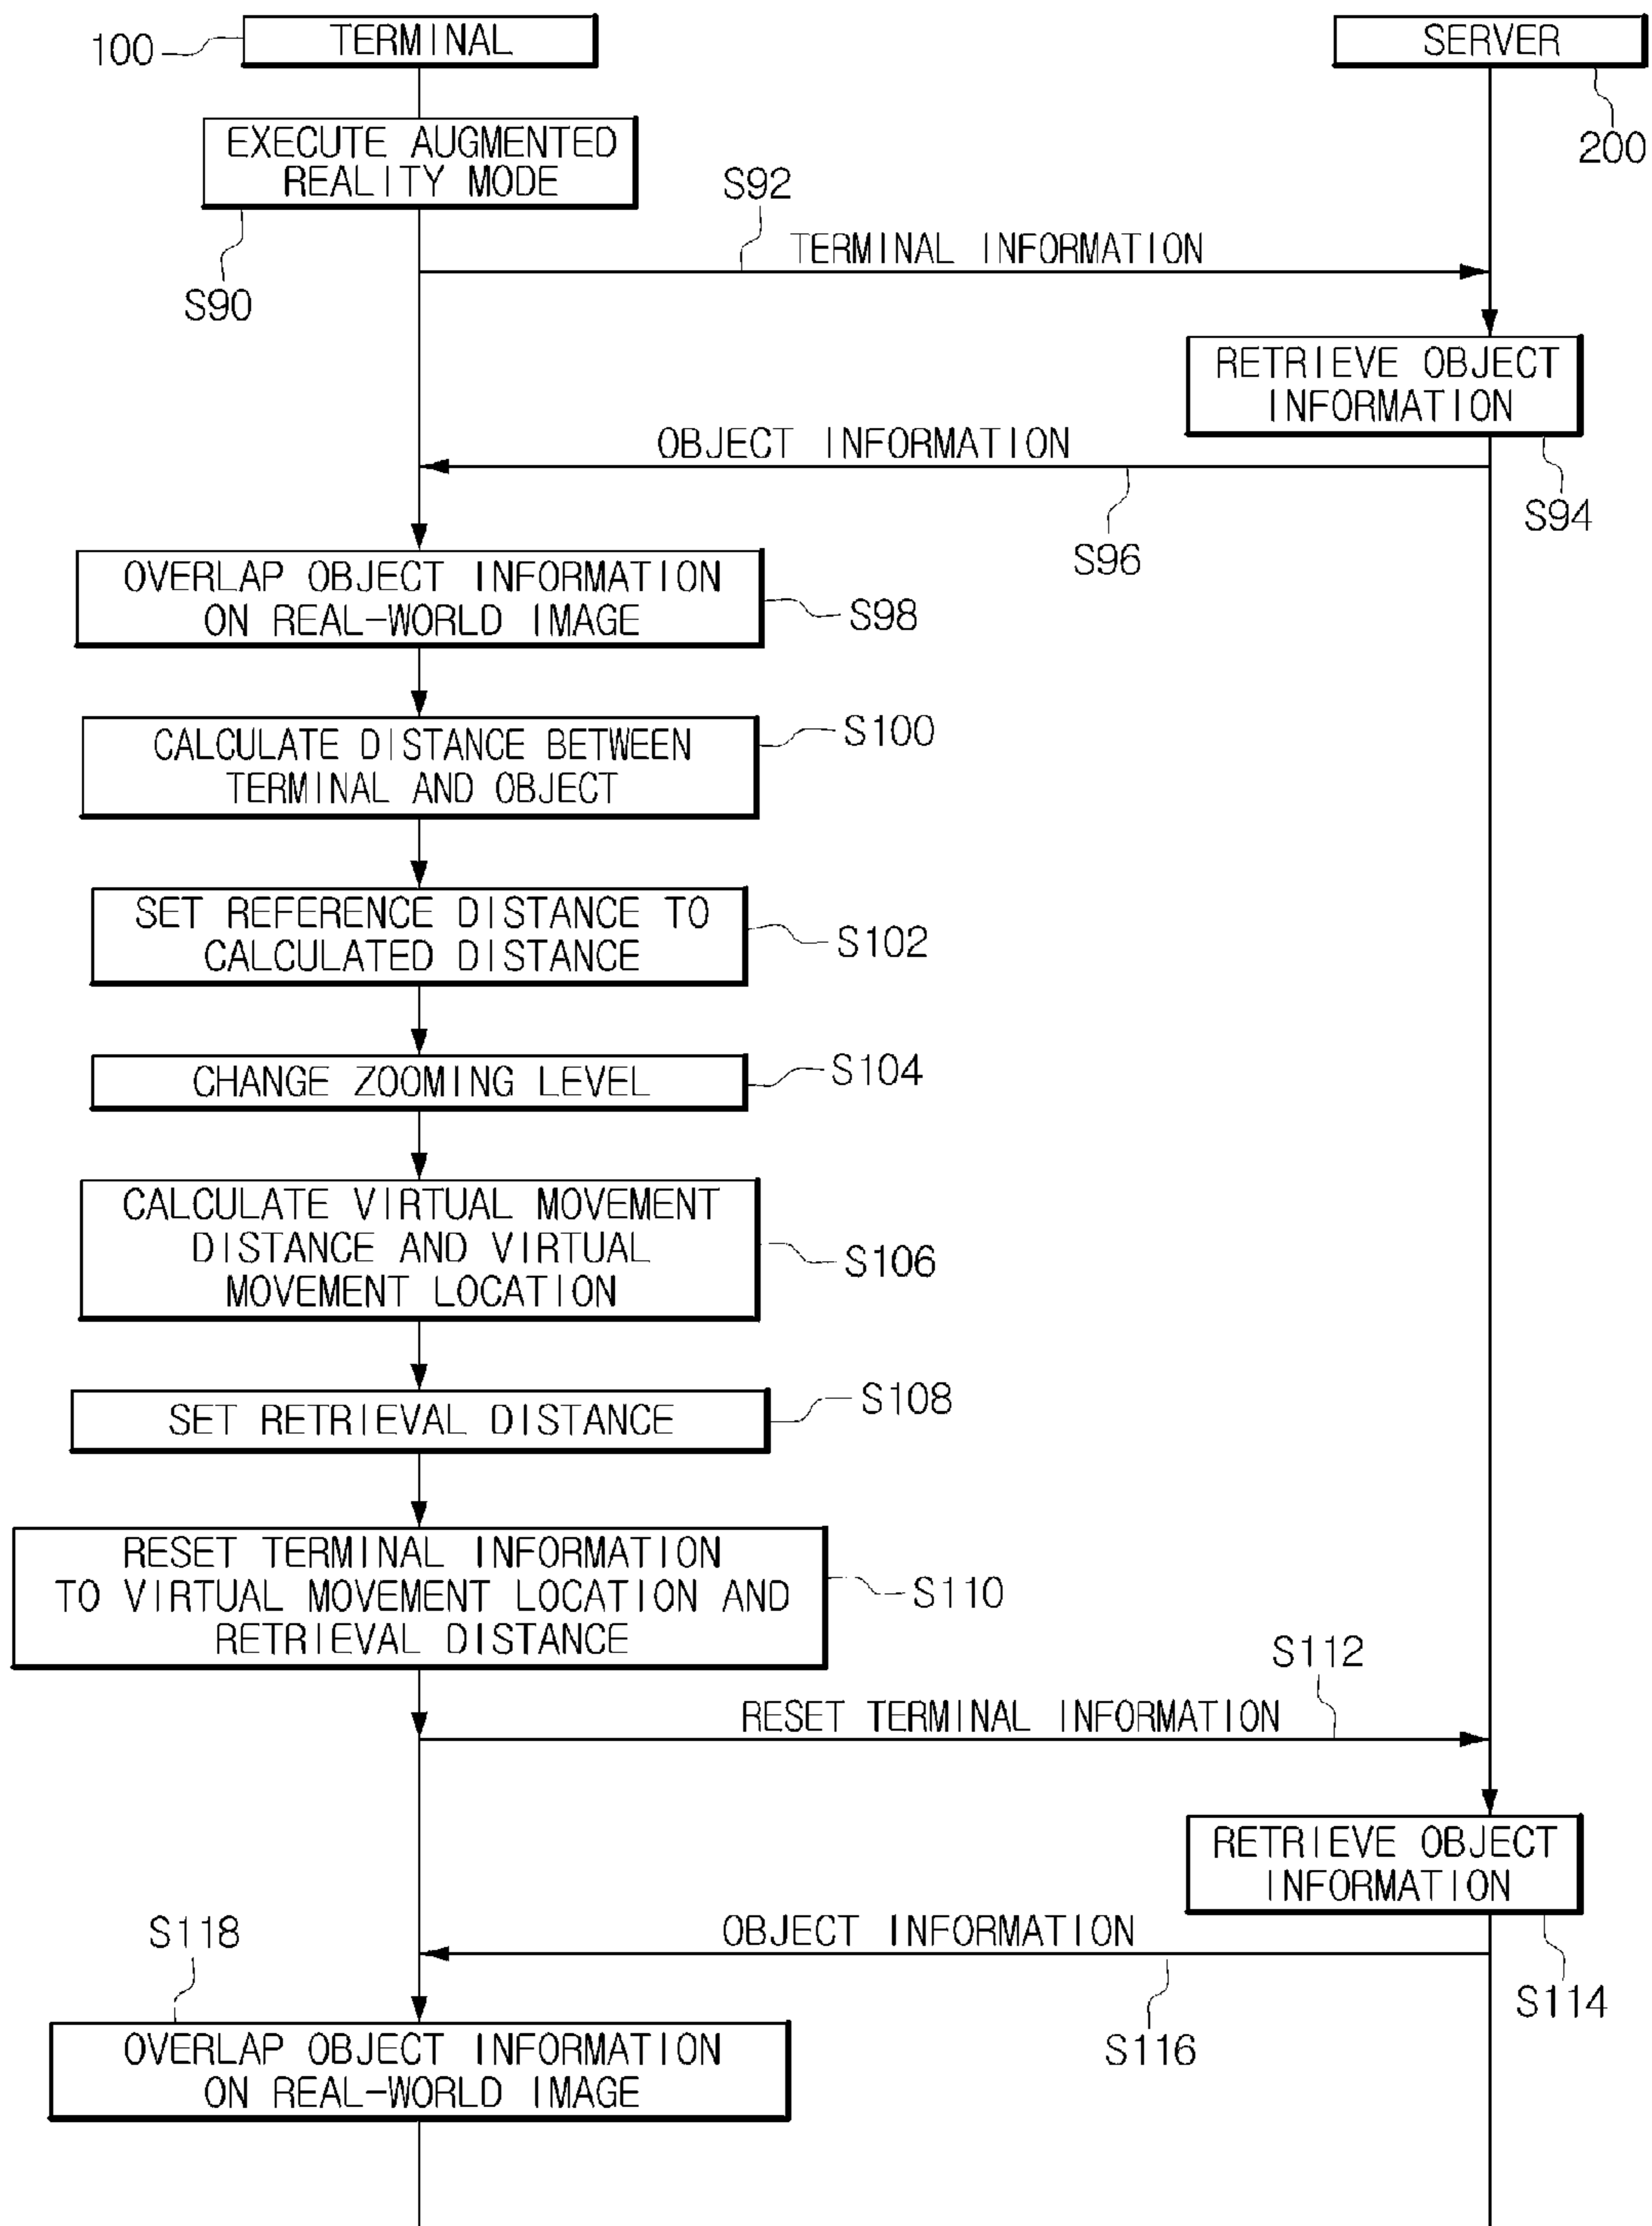 100
TERMINAL
SERVER
200
EXECUTE AUGMENTED
REALITY MODE
S90
S92
TERMINAL INFORMATION
RETRIEVE OBJECT
INFORMATION
S94
OBJECT INFORMATION
S96
OVERLAP OBJECT INFORMATION
ON REAL-WORLD IMAGE
S98
CALCULATE DISTANCE BETWEEN
TERMINAL AND OBJECT
S100
SET REFERENCE DISTANCE TO
CALCULATED DISTANCE
S102
CHANGE ZOOMING LEVEL
S104
CALCULATE VIRTUAL MOVEMENT
DISTANCE AND VIRTUAL
MOVEMENT LOCATION
S106
SET RETRIEVAL DISTANCE
S108
RESET TERMINAL INFORMATION
TO VIRTUAL MOVEMENT LOCATION AND
RETRIEVAL DISTANCE
S110
S112
RESET TERMINAL INFORMATION
RETRIEVE OBJECT
INFORMATION
S114
OBJECT INFORMATION
S116
S118
OVERLAP OBJECT INFORMATION
ON REAL-WORLD IMAGE